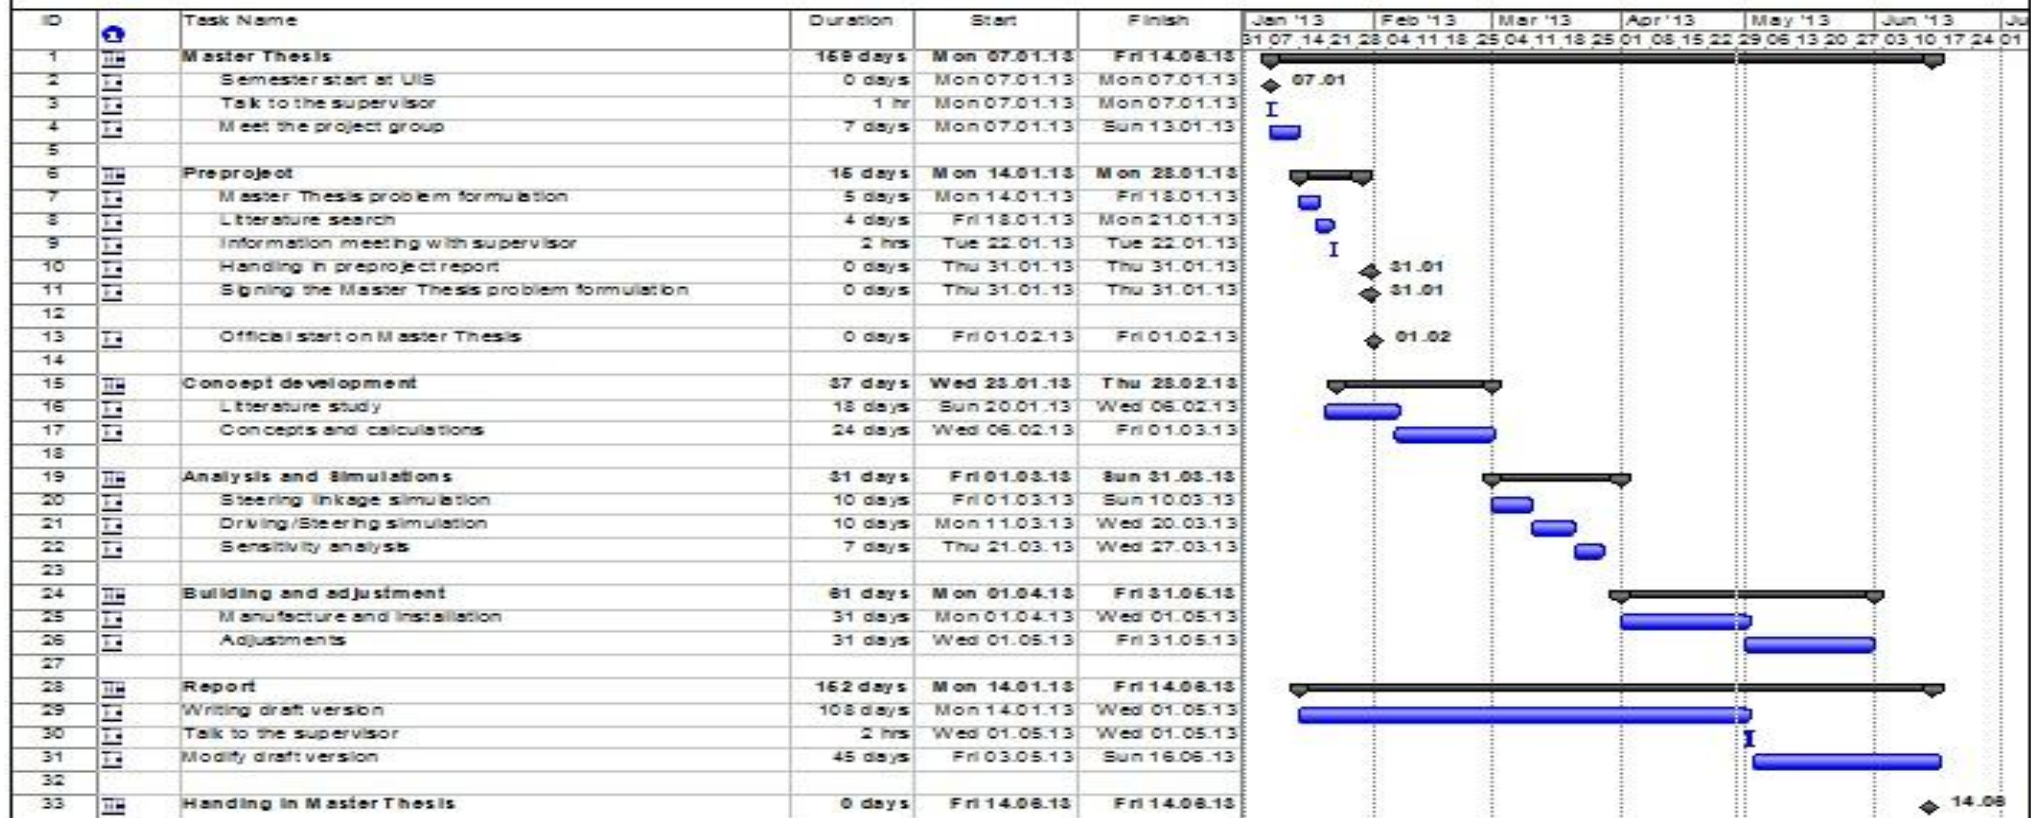 ID Task Name Duration Start Finish Jan '13 Feb '13 Mar '13 Apr '13 May '13 Jun '13 Ju
31 07 14 21 28 04 11 18 25 04 11 18 25 01 08 15 22 29 06 13 20 27 03 10 17 24 01
1 Master Thesis 159 days Mon 07.01.13 Fri 14.06.13
2 Semester start at UIS 0 days Mon 07.01.13 Mon 07.01.13 07.01
3 Talk to the supervisor 1 hr Mon 07.01.13 Mon 07.01.13
4 Meet the project group 7 days Mon 07.01.13 Sun 13.01.13
5
6 Preproject 15 days Mon 14.01.13 Mon 28.01.13
7 Master Thesis problem formulation 5 days Mon 14.01.13 Fri 18.01.13
8 Litterature search 4 days Fri 18.01.13 Mon 21.01.13
9 Information meeting with supervisor 2 hrs Tue 22.01.13 Tue 22.01.13
10 Handing in preproject report 0 days Thu 31.01.13 Thu 31.01.13 31.01
11 Signing the Master Thesis problem formulation 0 days Thu 31.01.13 Thu 31.01.13 31.01
12
13 Official start on Master Thesis 0 days Fri 01.02.13 Fri 01.02.13 01.02
14
15 Concept development 37 days Wed 23.01.13 Thu 28.02.13
16 Litterature study 18 days Sun 20.01.13 Wed 06.02.13
17 Concepts and calculations 24 days Wed 06.02.13 Fri 01.03.13
18
19 Analysis and Simulations 31 days Fri 01.03.13 Sun 31.03.13
20 Steering linkage simulation 10 days Fri 01.03.13 Sun 10.03.13
21 Driving/Steering simulation 10 days Mon 11.03.13 Wed 20.03.13
22 Sensitivity analysis 7 days Thu 21.03.13 Wed 27.03.13
23
24 Building and adjustment 61 days Mon 01.04.13 Fri 31.05.13
25 Manufacture and installation 31 days Mon 01.04.13 Wed 01.05.13
26 Adjustments 31 days Wed 01.05.13 Fri 31.05.13
27
28 Report 152 days Mon 14.01.13 Fri 14.06.13
29 Writing draft version 108 days Mon 14.01.13 Wed 01.05.13
30 Talk to the supervisor 2 hrs Wed 01.05.13 Wed 01.05.13
31 Modify draft version 45 days Fri 03.05.13 Sun 16.06.13
32
33 Handing in Master Thesis 0 days Fri 14.06.13 Fri 14.06.13 14.06